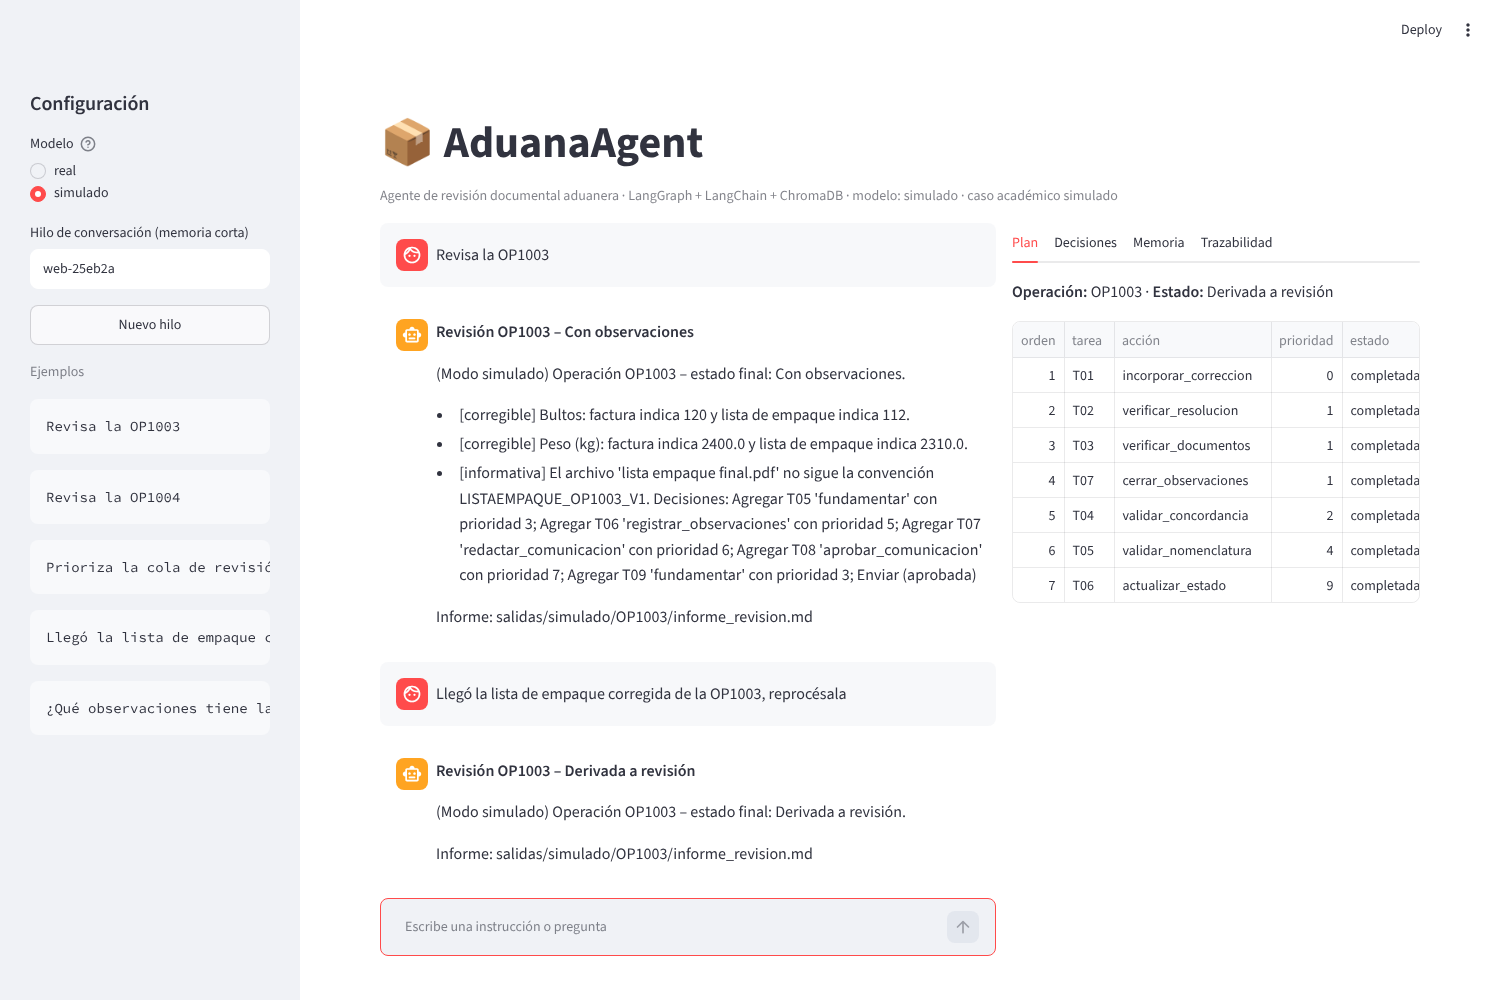 Deploy
Configuración
Modelo
real
simulado
Hilo de conversación (memoria corta)
web-25eb2a
Nuevo hilo
Ejemplos
Revisa la OP1003
Revisa la OP1004
Prioriza la cola de revisió
Llegó la lista de empaque c
¿Qué observaciones tiene la
AduanaAgent
Agente de revisión documental aduanera · LangGraph + LangChain + ChromaDB · modelo: simulado · caso académico simulado
Revisa la OP1003
Revisión OP1003 – Con observaciones
(Modo simulado) Operación OP1003 – estado final: Con observaciones.
• [corregible] Bultos: factura indica 120 y lista de empaque indica 112.
• [corregible] Peso (kg): factura indica 2400.0 y lista de empaque indica 2310.0.
• [informativa] El archivo 'lista empaque final.pdf' no sigue la convención
LISTAEMPAQUE_OP1003_V1. Decisiones: Agregar T05 'fundamentar' con
prioridad 3; Agregar T06 'registrar_observaciones' con prioridad 5; Agregar T07
'redactar_comunicacion' con prioridad 6; Agregar T08 'aprobar_comunicacion'
con prioridad 7; Agregar T09 'fundamentar' con prioridad 3; Enviar (aprobada)
Informe: salidas/simulado/OP1003/informe_revision.md
Llegó la lista de empaque corregida de la OP1003, reprocésala
Revisión OP1003 – Derivada a revisión
(Modo simulado) Operación OP1003 – estado final: Derivada a revisión.
Informe: salidas/simulado/OP1003/informe_revision.md
Escribe una instrucción o pregunta
Plan Decisiones Memoria Trazabilidad
Operación: OP1003 · Estado: Derivada a revisión
orden tarea acción prioridad estado
1 T01 incorporar_correccion 0 completada
2 T02 verificar_resolucion 1 completada
3 T03 verificar_documentos 1 completada
4 T07 cerrar_observaciones 1 completada
5 T04 validar_concordancia 2 completada
6 T05 validar_nomenclatura 4 completada
7 T06 actualizar_estado 9 completada